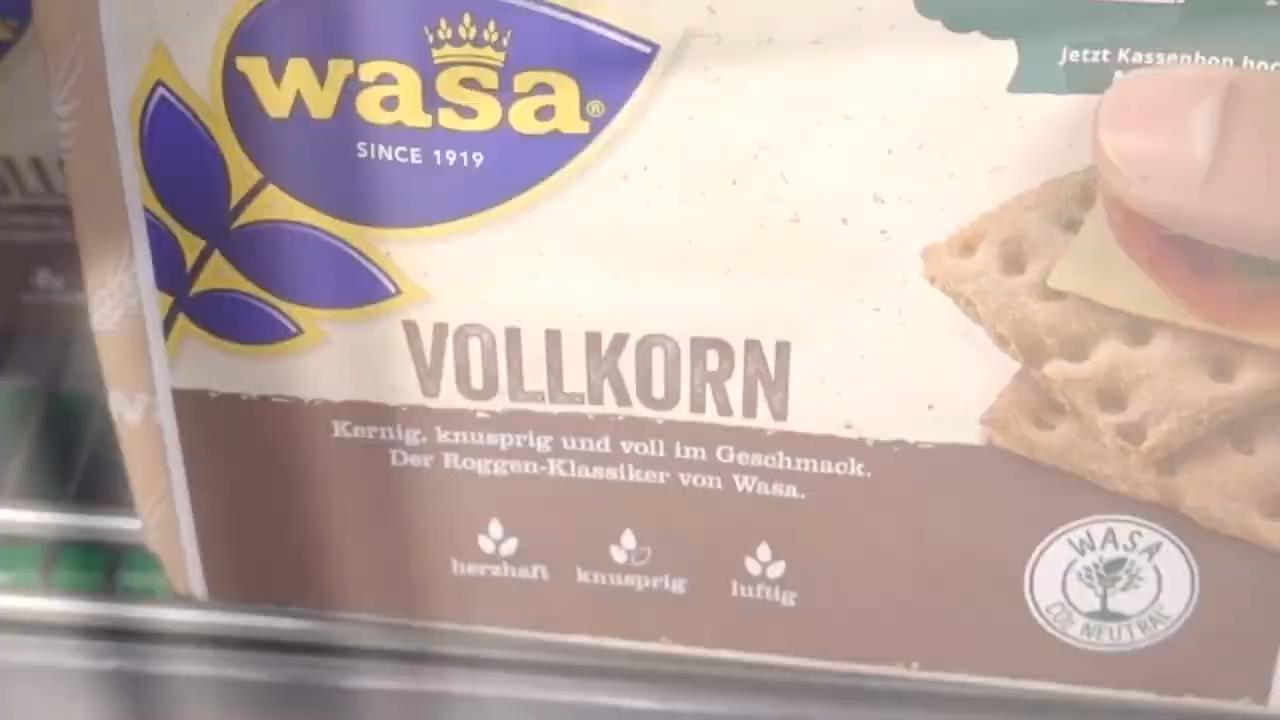 wasa®
SINCE 1919
Jetzt Kassenbon
VOLLKORN
Kernig, knusprig und voll im Geschmack.
Der Roggen-Klassiker von Wasa.
herzhaft knusprig luftig
WASA
CO2 NEUTRAL